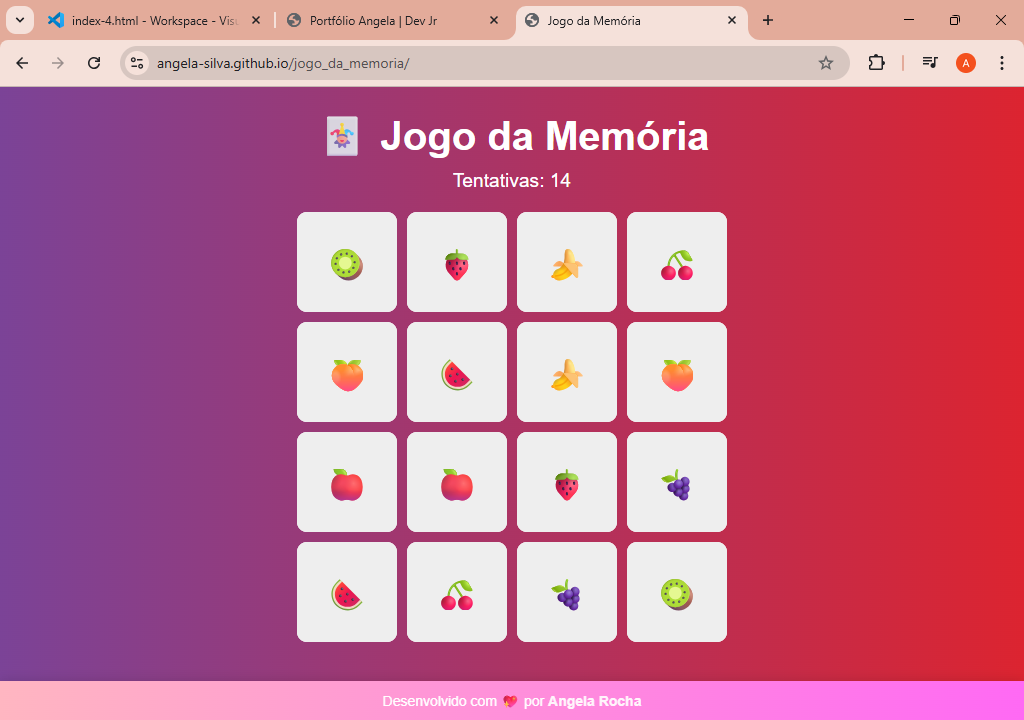 index-4.html - Workspace - Visu
Portfólio Angela | Dev Jr
Jogo da Memória
angela-silva.github.io/jogo_da_memoria/
A
Jogo da Memória
Tentativas: 14
Desenvolvido com 💖 por Angela Rocha